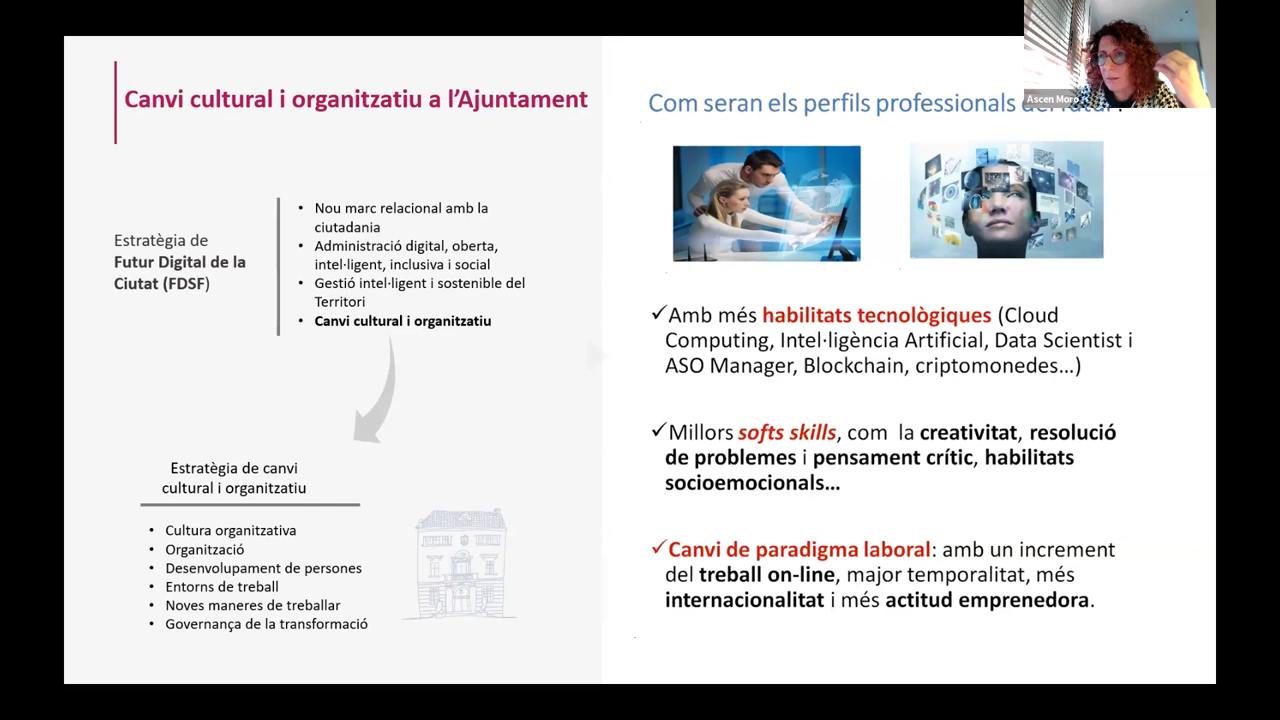 Canvi cultural i organitzatiu a l'Ajuntament
Estratègia de
Futur Digital de la
Ciutat (FDSF)
• Nou marc relacional amb la
ciutadania
• Administració digital, oberta,
intel·ligent, inclusiva i social
• Gestió intel·ligent i sostenible del
Territori
• Canvi cultural i organitzatiu
Estratègia de canvi
cultural i organitzatiu
• Cultura organitzativa
• Organització
• Desenvolupament de persones
• Entorns de treball
• Noves maneres de treballar
• Governança de la transformació
Com seran els perfils professionals
Ascen Moro
✓Amb més habilitats tecnològiques (Cloud
Computing, Intel·ligència Artificial, Data Scientist i
ASO Manager, Blockchain, criptomonedes...)
✓Millors softs skills, com la creativitat, resolució
de problemes i pensament crític, habilitats
socioemocionals...
✓Canvi de paradigma laboral: amb un increment
del treball on-line, major temporalitat, més
internacionalitat i més actitud emprenedora.